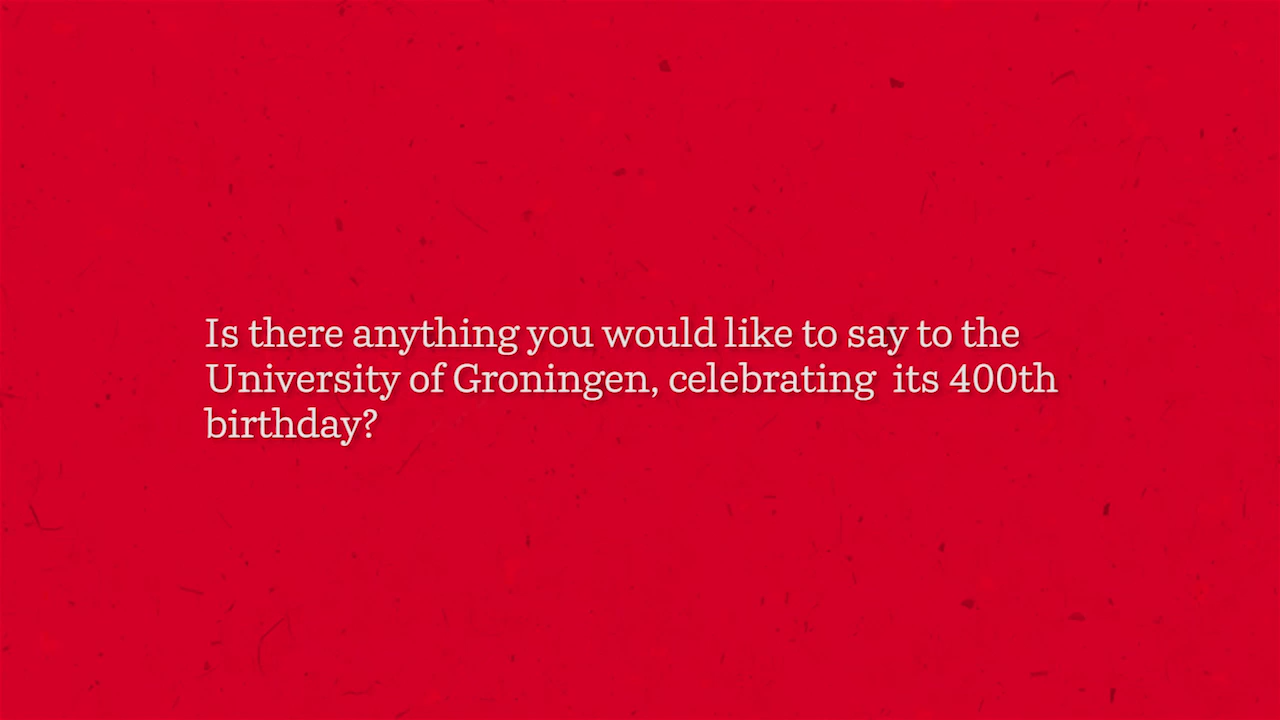 Is there anything you would like to say to the
University of Groningen, celebrating  its 400th
birthday?